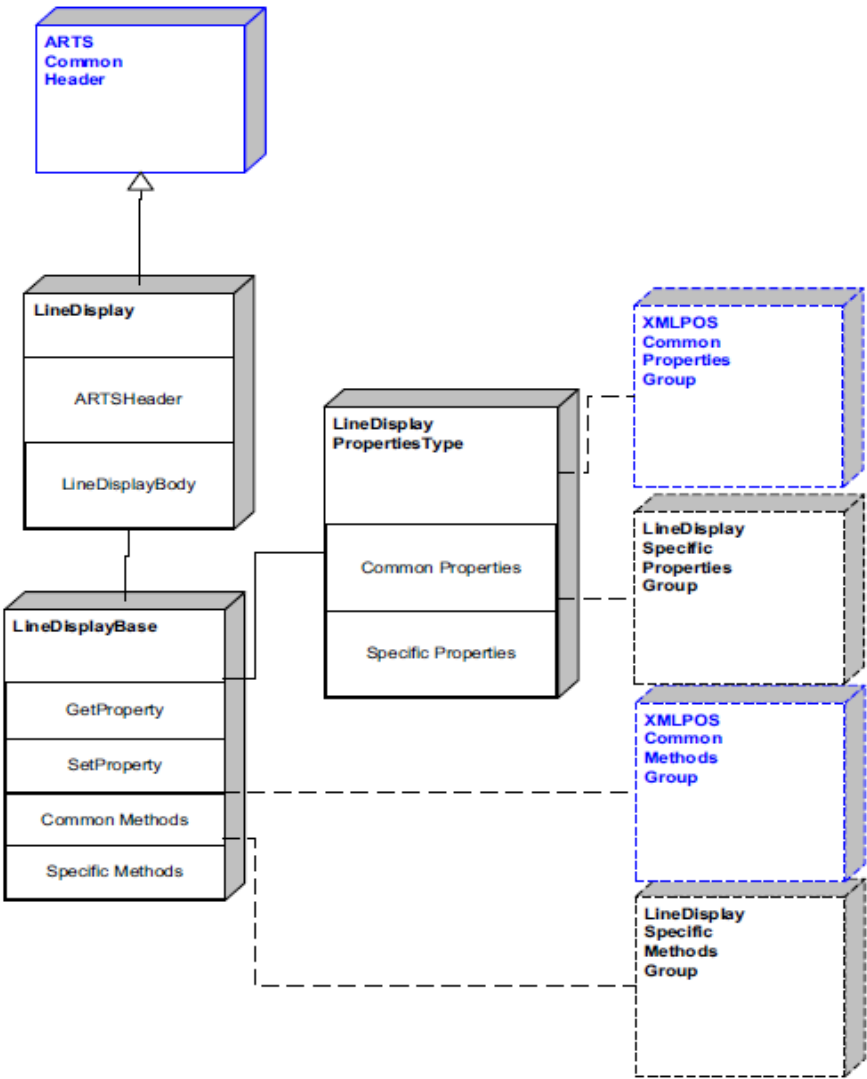 ARTS
Common
Header
LineDisplay
ARTSHeader
LineDisplayBody
LineDisplayBase
GetProperty
SetProperty
Common Methods
Specific Methods
LineDisplay
PropertiesType
Common Properties
Specific Properties
XMLPOS
Common
Properties
Group
LineDisplay
Specific
Properties
Group
XMLPOS
Common
Methods
Group
LineDisplay
Specific
Methods
Group